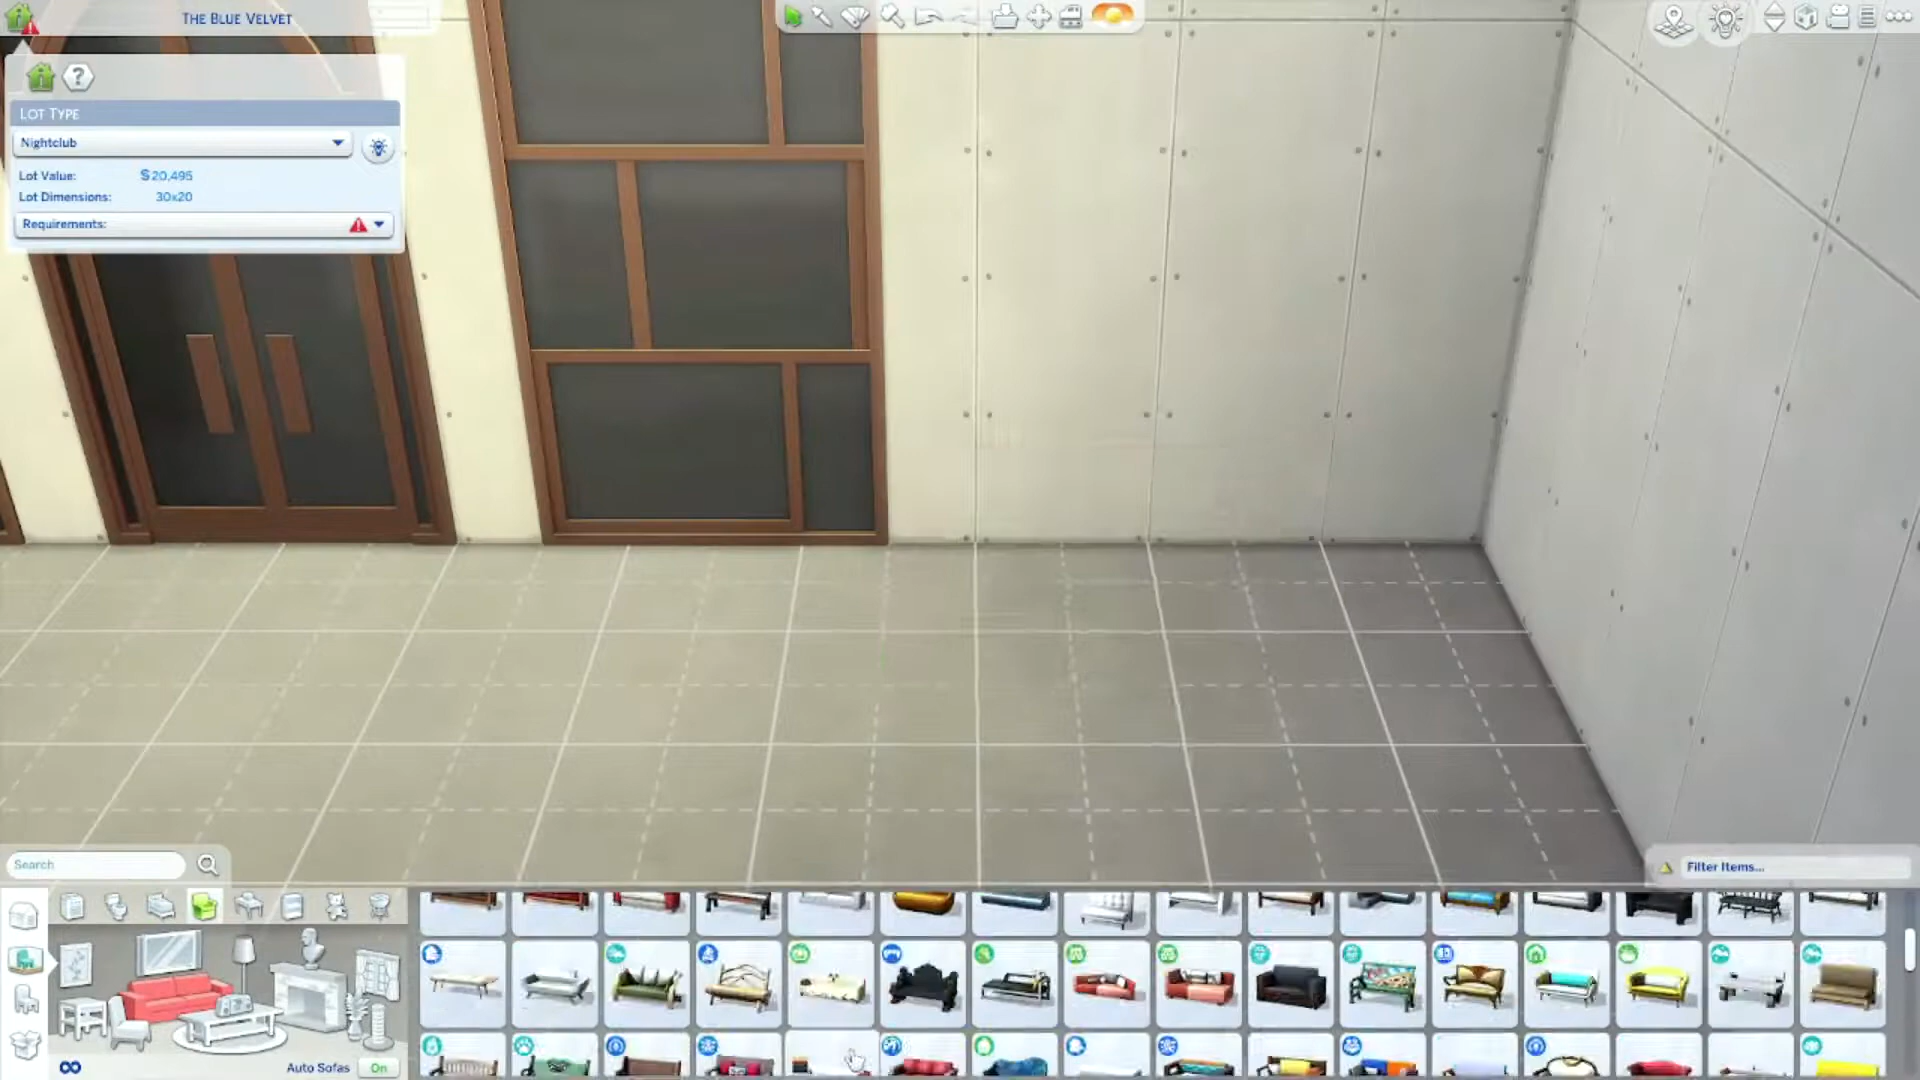 THE BLUE VELVET
LOT TYPE
Nightclub
Lot Value: §20,495
Lot Dimensions: 30x20
Requirements:
Search
Filter Items...
Auto Sofas On